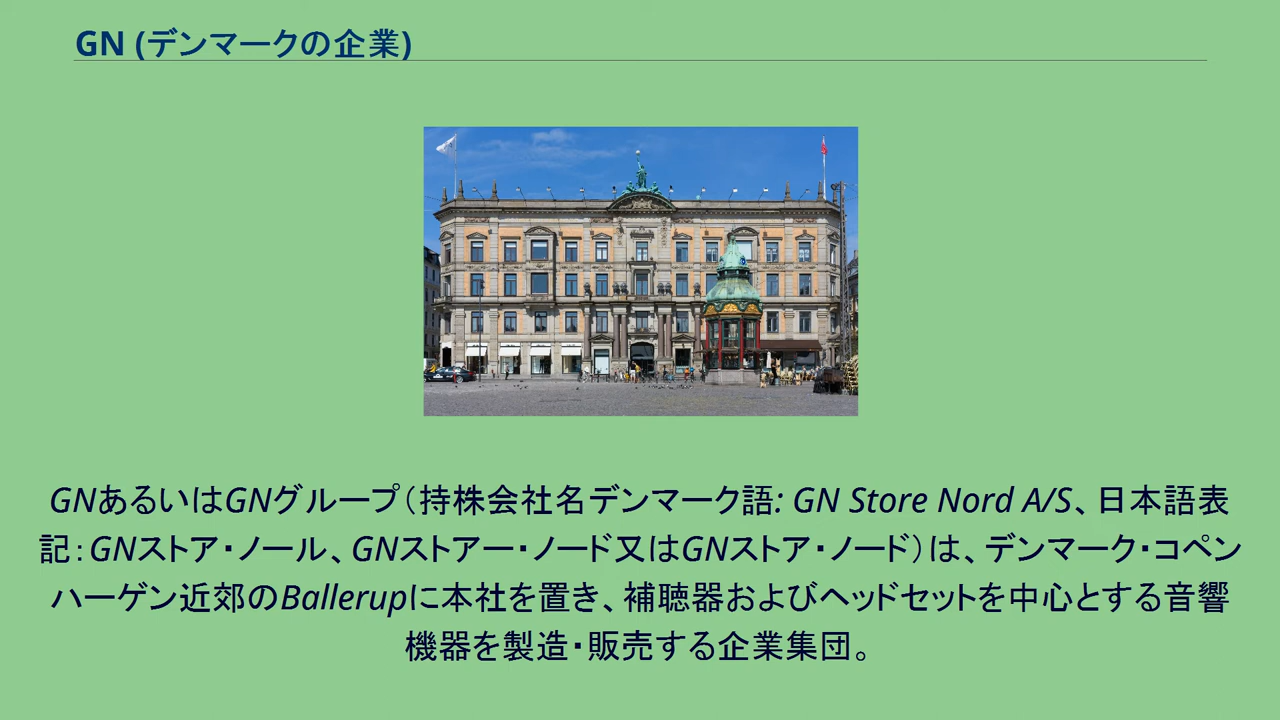 GN (デンマークの企業)
GNあるいはGNグループ（持株会社名デンマーク語: GN Store Nord A/S、日本語表
記：GNストア・ノール、GNストアー・ノード又はGNストア・ノード）は、デンマーク・コペン
ハーゲン近郊のBallerupに本社を置き、補聴器およびヘッドセットを中心とする音響
機器を製造・販売する企業集団。